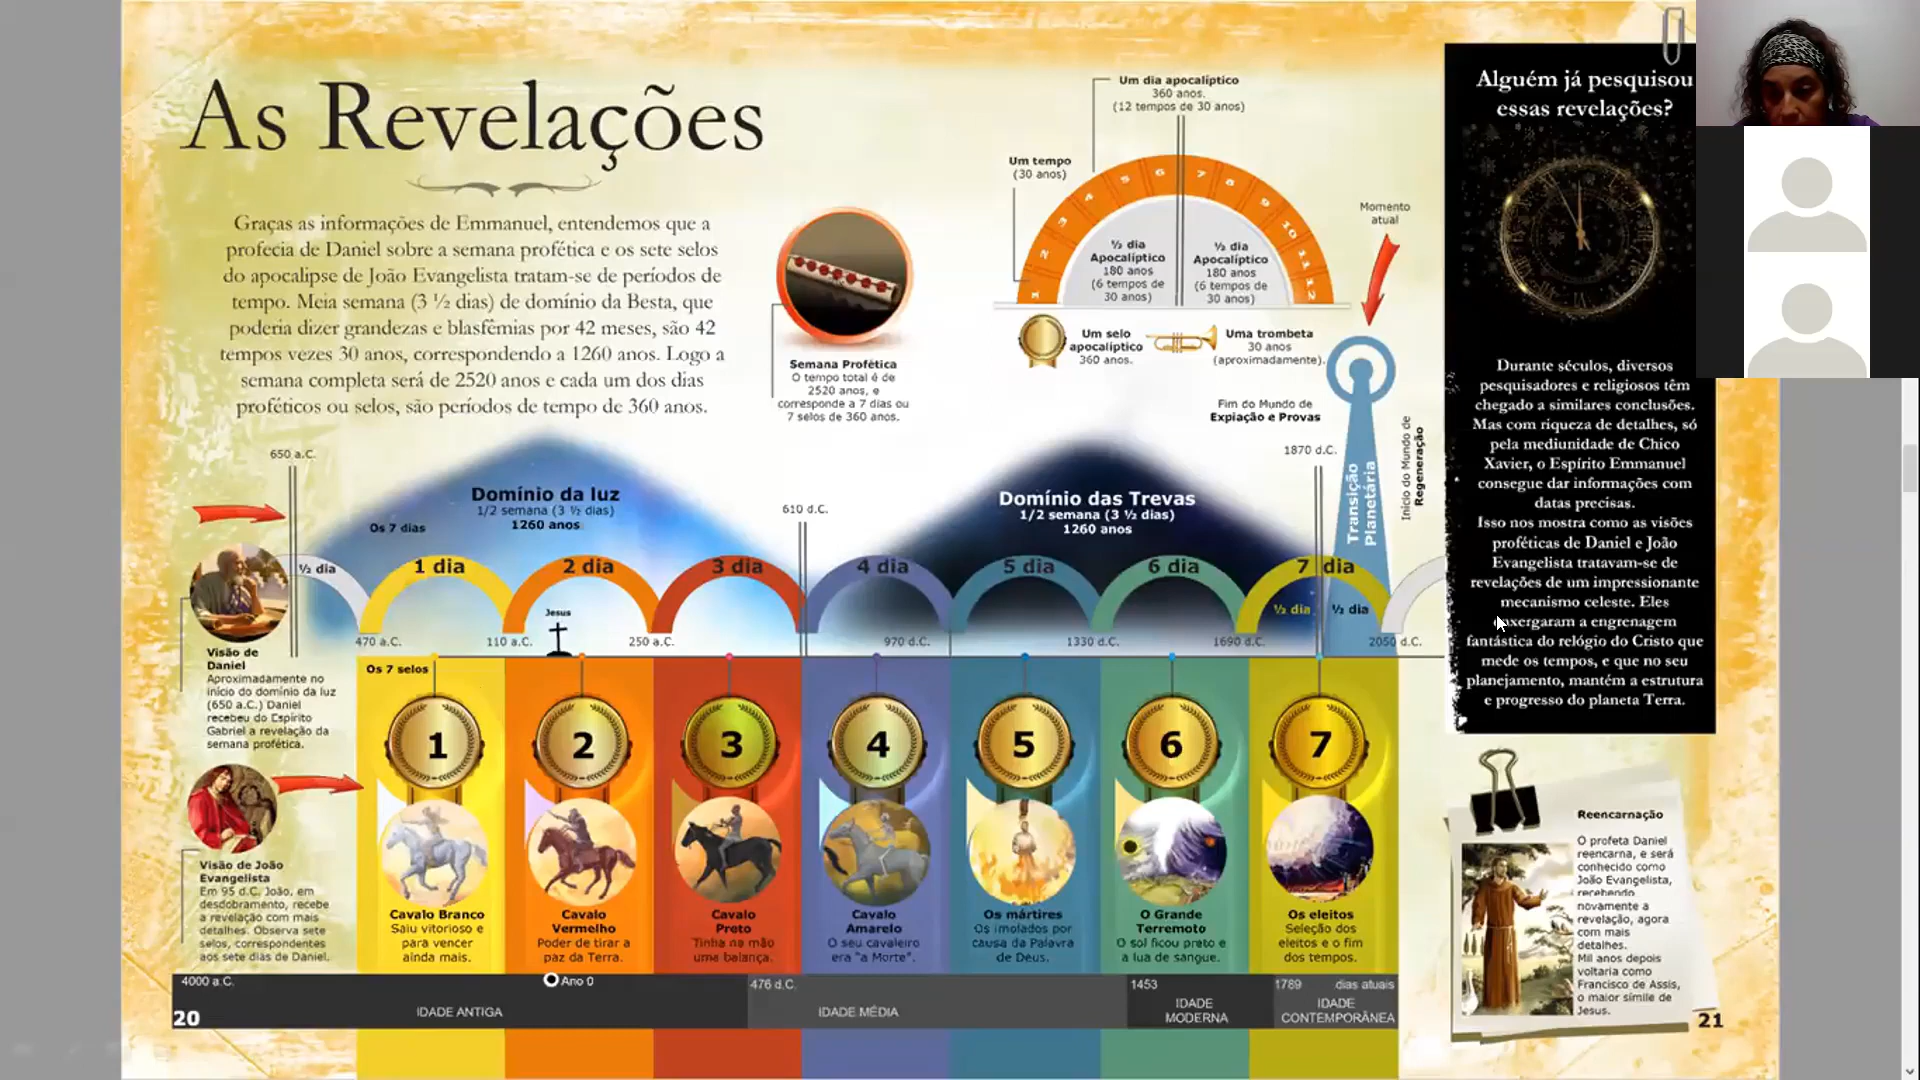 As Revelações
Graças as informações de Emmanuel, entendemos que a
profecia de Daniel sobre a semana profética e os sete selos
do apocalipse de João Evangelista tratam-se de períodos de
tempo. Meia semana (3 ½ dias) de domínio da Besta, que
poderia dizer grandezas e blasfêmias por 42 meses, são 42
tempos vezes 30 anos, correspondendo a 1260 anos. Logo a
semana completa será de 2520 anos e cada um dos dias
proféticos ou selos, são períodos de tempo de 360 anos.
Semana Profética
O tempo total é de
2520 anos, e
corresponde a 7 dias ou
7 selos de 360 anos.
Um dia apocalíptico
360 anos.
(12 tempos de 30 anos)
Um tempo
(30 anos)
1 2 3 4 5 6 7 8 9 10 11 12
½ dia
Apocalíptico
180 anos
(6 tempos de
30 anos)
½ dia
Apocalíptico
180 anos
(6 tempos de
30 anos)
Um selo
apocalíptico
360 anos.
Uma trombeta
30 anos
(aproximadamente).
Momento
atual
Fim do Mundo de
Expiação e Provas
Início do Mundo de
Regeneração
Transição
Planetária
650 a.C.
610 d.C.
1870 d.C.
Domínio da luz
1/2 semana (3 ½ dias)
1260 anos
Domínio das Trevas
1/2 semana (3 ½ dias)
1260 anos
Os 7 dias
½ dia
1 dia
2 dia
3 dia
4 dia
5 dia
6 dia
7 dia
½ dia
½ dia
Jesus
470 a.C.
110 a.C.
250 a.C.
970 d.C.
1330 d.C.
1690 d.C.
2050 d.C.
Visão de
Daniel
Aproximadamente no
início do domínio da luz
(650 a.C.) Daniel
recebeu do Espírito
Gabriel a revelação da
semana profética.
Visão de João
Evangelista
Em 95 d.C. João, em
desdobramento, recebe
a revelação com mais
detalhes. Observa sete
selos, correspondentes
aos sete dias de Daniel.
Os 7 selos
1
2
3
4
5
6
7
Cavalo Branco
Saiu vitorioso e
para vencer
ainda mais.
Cavalo
Vermelho
Poder de tirar a
paz da Terra.
Cavalo
Preto
Tinha na mão
uma balança.
Cavalo
Amarelo
O seu cavaleiro
era "a Morte".
Os mártires
Os imolados por
causa da Palavra
de Deus.
O Grande
Terremoto
O sol ficou preto e
a lua de sangue.
Os eleitos
Seleção dos
eleitos e o fim
dos tempos.
4000 a.C.
Ano 0
476 d.C.
1453
1789
dias atuais
IDADE ANTIGA
IDADE MÉDIA
IDADE
MODERNA
IDADE
CONTEMPORÂNEA
20
Alguém já pesquisou
essas revelações?
Durante séculos, diversos
pesquisadores e religiosos têm
chegado a similares conclusões.
Mas com riqueza de detalhes, só
pela mediunidade de Chico
Xavier, o Espírito Emmanuel
consegue dar informações com
datas precisas.
Isso nos mostra como as visões
proféticas de Daniel e João
Evangelista tratavam-se de
revelações de um impressionante
mecanismo celeste. Eles
enxergaram a engrenagem
fantástica do relógio do Cristo que
mede os tempos, e que no seu
planejamento, mantém a estrutura
e progresso do planeta Terra.
Reencarnação
O profeta Daniel
reencarna, e será
conhecido como
João Evangelista,
recebendo
novamente a
revelação, agora
com mais
detalhes.
Mil anos depois
voltaria como
Francisco de Assis,
o maior símile de
Jesus.
21